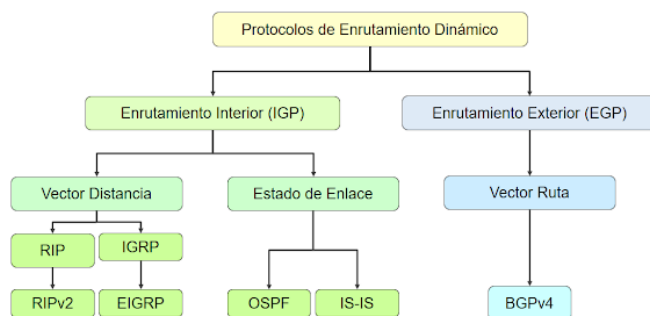 Protocolos de Enrutamiento Dinámico
Enrutamiento Interior (IGP)
Enrutamiento Exterior (EGP)
Vector Distancia
Estado de Enlace
Vector Ruta
RIP
IGRP
RIPv2
EIGRP
OSPF
IS-IS
BGPv4